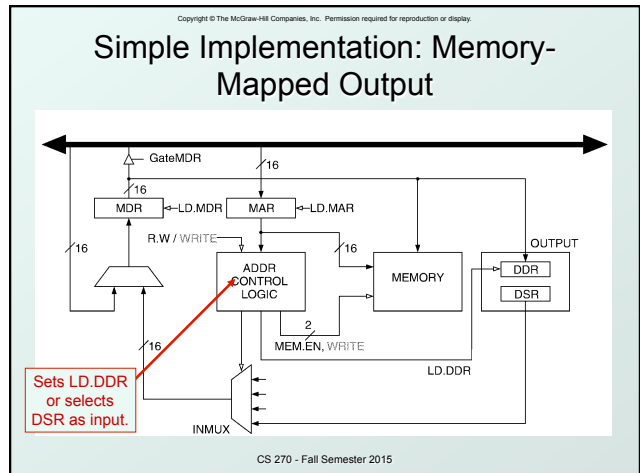 Copyright © The McGraw-Hill Companies, Inc. Permission required for reproduction or display.
Simple Implementation: Memory-
Mapped Output
GateMDR
16
16
MDR
LD.MDR
MAR
LD.MAR
16
R.W / WRITE
16
OUTPUT
ADDR
CONTROL
LOGIC
MEMORY
DDR
DSR
2
MEM.EN, WRITE
16
LD.DDR
Sets LD.DDR
or selects
DSR as input.
INMUX
CS 270 - Fall Semester 2015